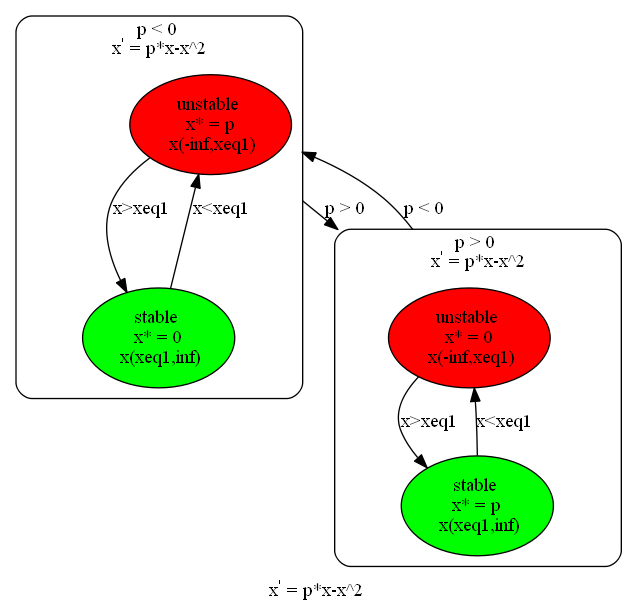 p < 0
x' = p*x-x^2
unstable
x* = p
x(-inf,xeq1)
x>xeq1
x<xeq1
stable
x* = 0
x(xeq1,inf)
p > 0
p < 0
p > 0
x' = p*x-x^2
unstable
x* = 0
x(-inf,xeq1)
x>xeq1
x<xeq1
stable
x* = p
x(xeq1,inf)
x' = p*x-x^2